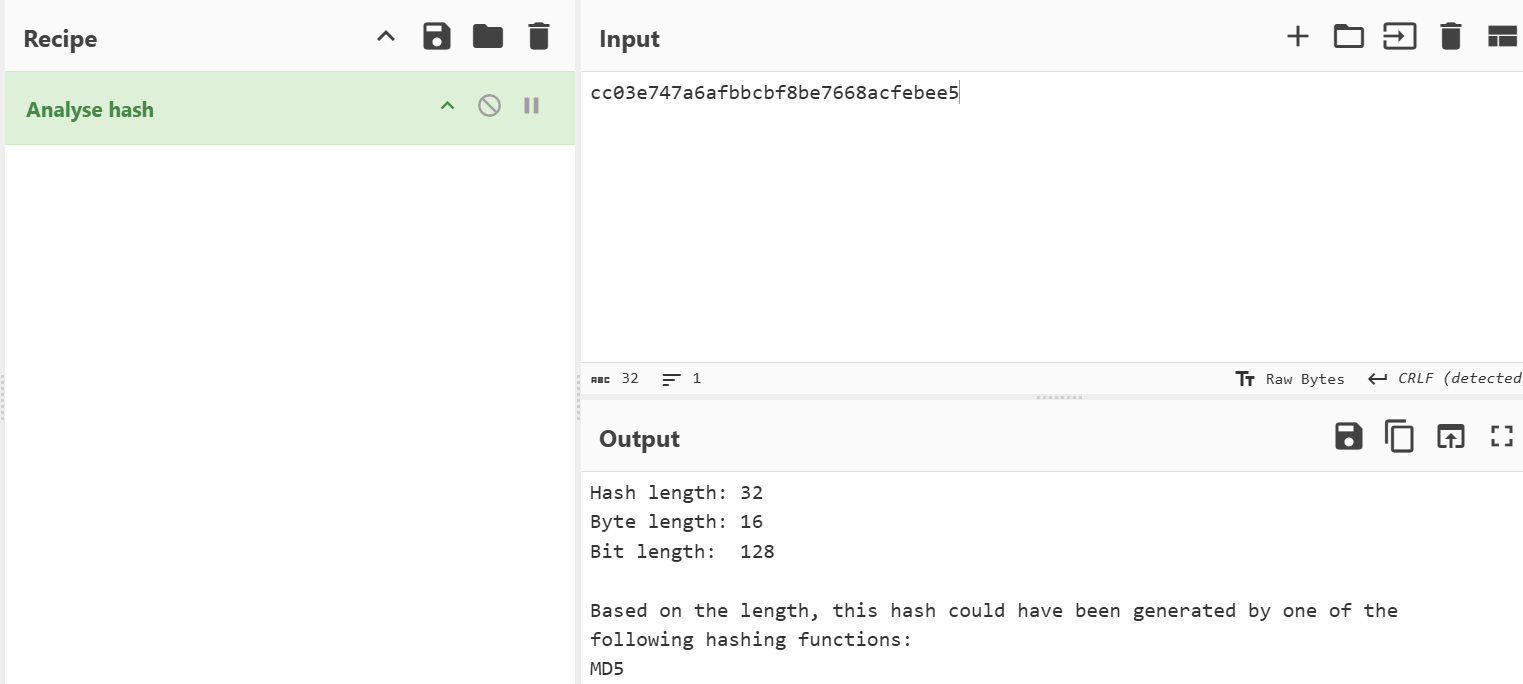 Recipe
Analyse hash
Input
cc03e747a6afbbcbf8be7668acfebee5
ABC 32 1
Raw Bytes CRLF (detected
Output
Hash length: 32
Byte length: 16
Bit length:  128
Based on the length, this hash could have been generated by one of the
following hashing functions:
MD5